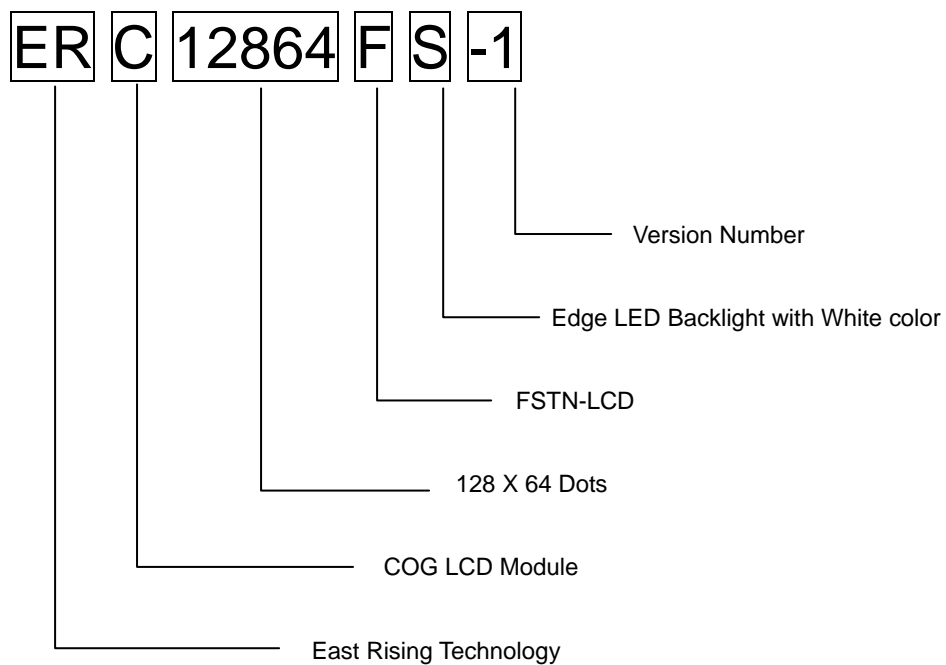 ER C 12864 F S -1
Version Number
Edge LED Backlight with White color
FSTN-LCD
128 X 64 Dots
COG LCD Module
East Rising Technology